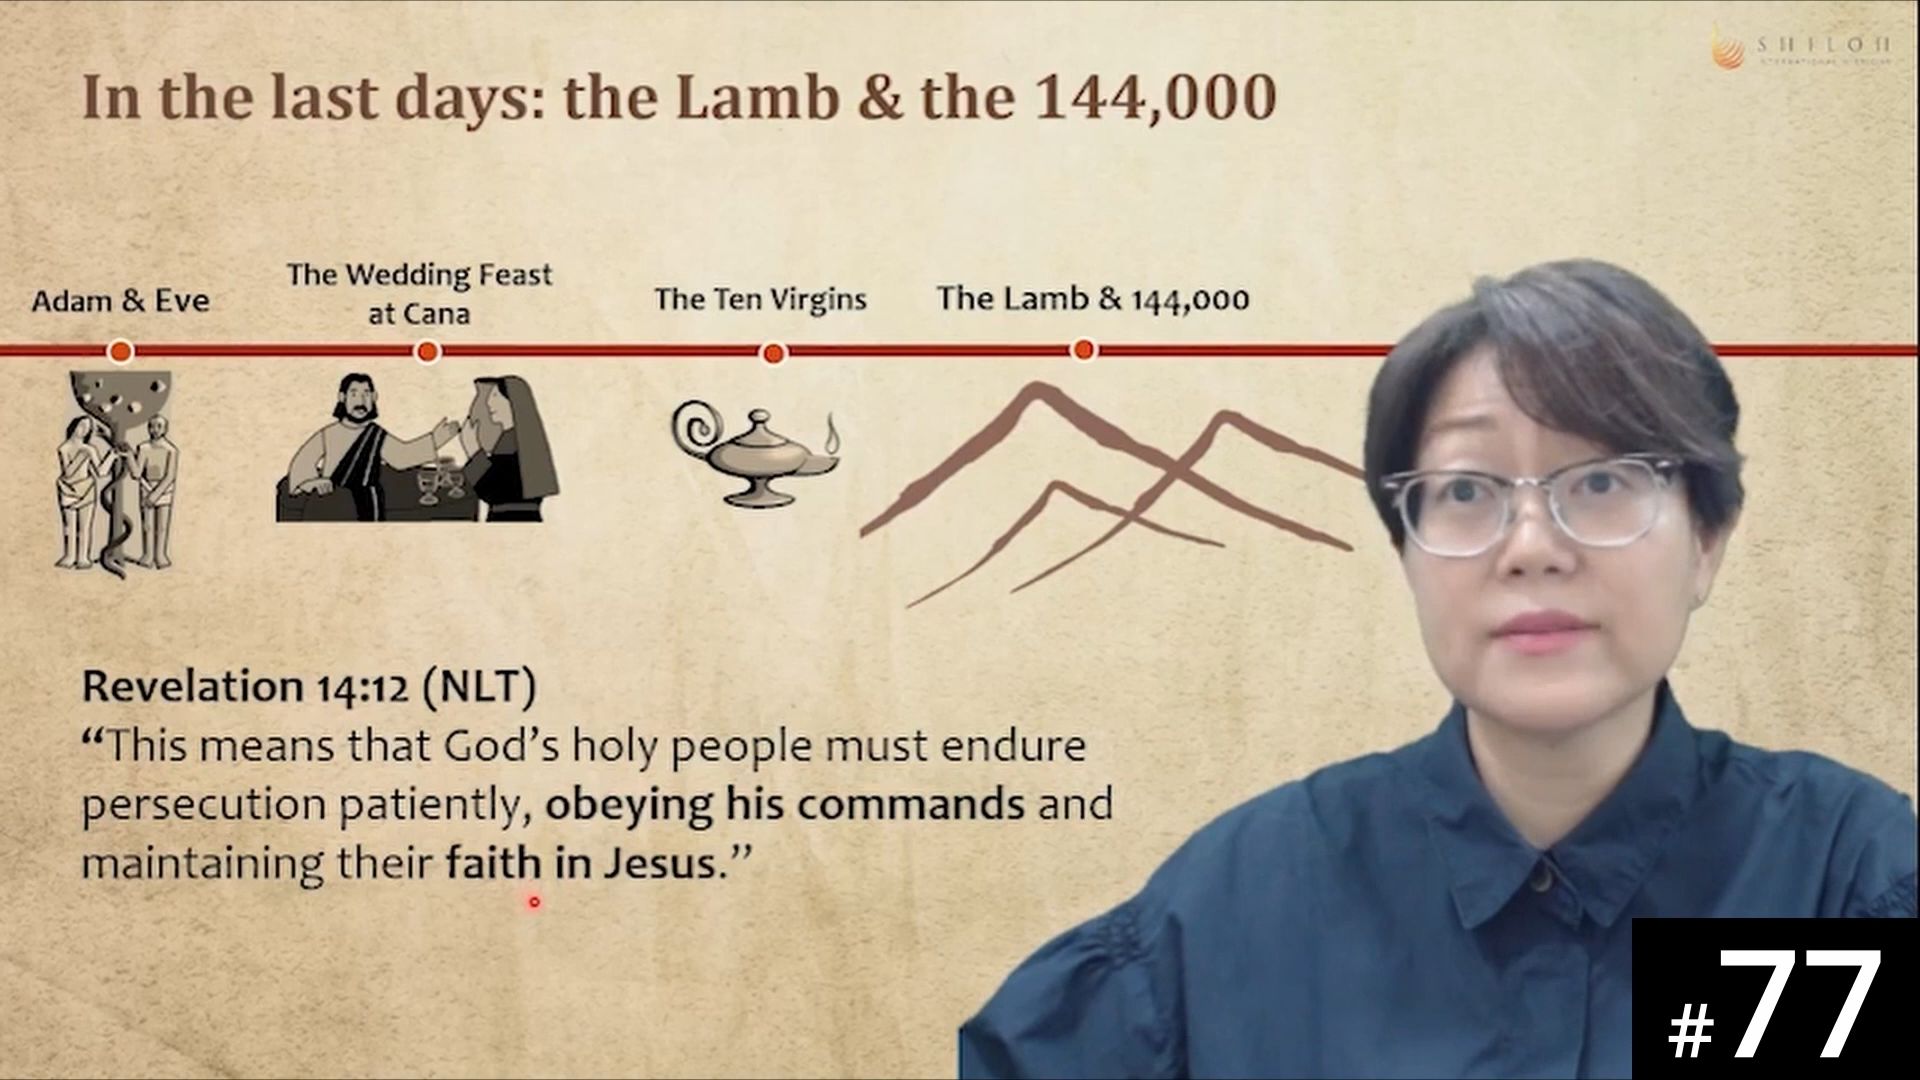 SHILOH
In the last days: the Lamb & the 144,000
Adam & Eve
The Wedding Feast
at Cana
The Ten Virgins
The Lamb & 144,000
Revelation 14:12 (NLT)
“This means that God’s holy people must endure
persecution patiently, obeying his commands and
maintaining their faith in Jesus.”
#77